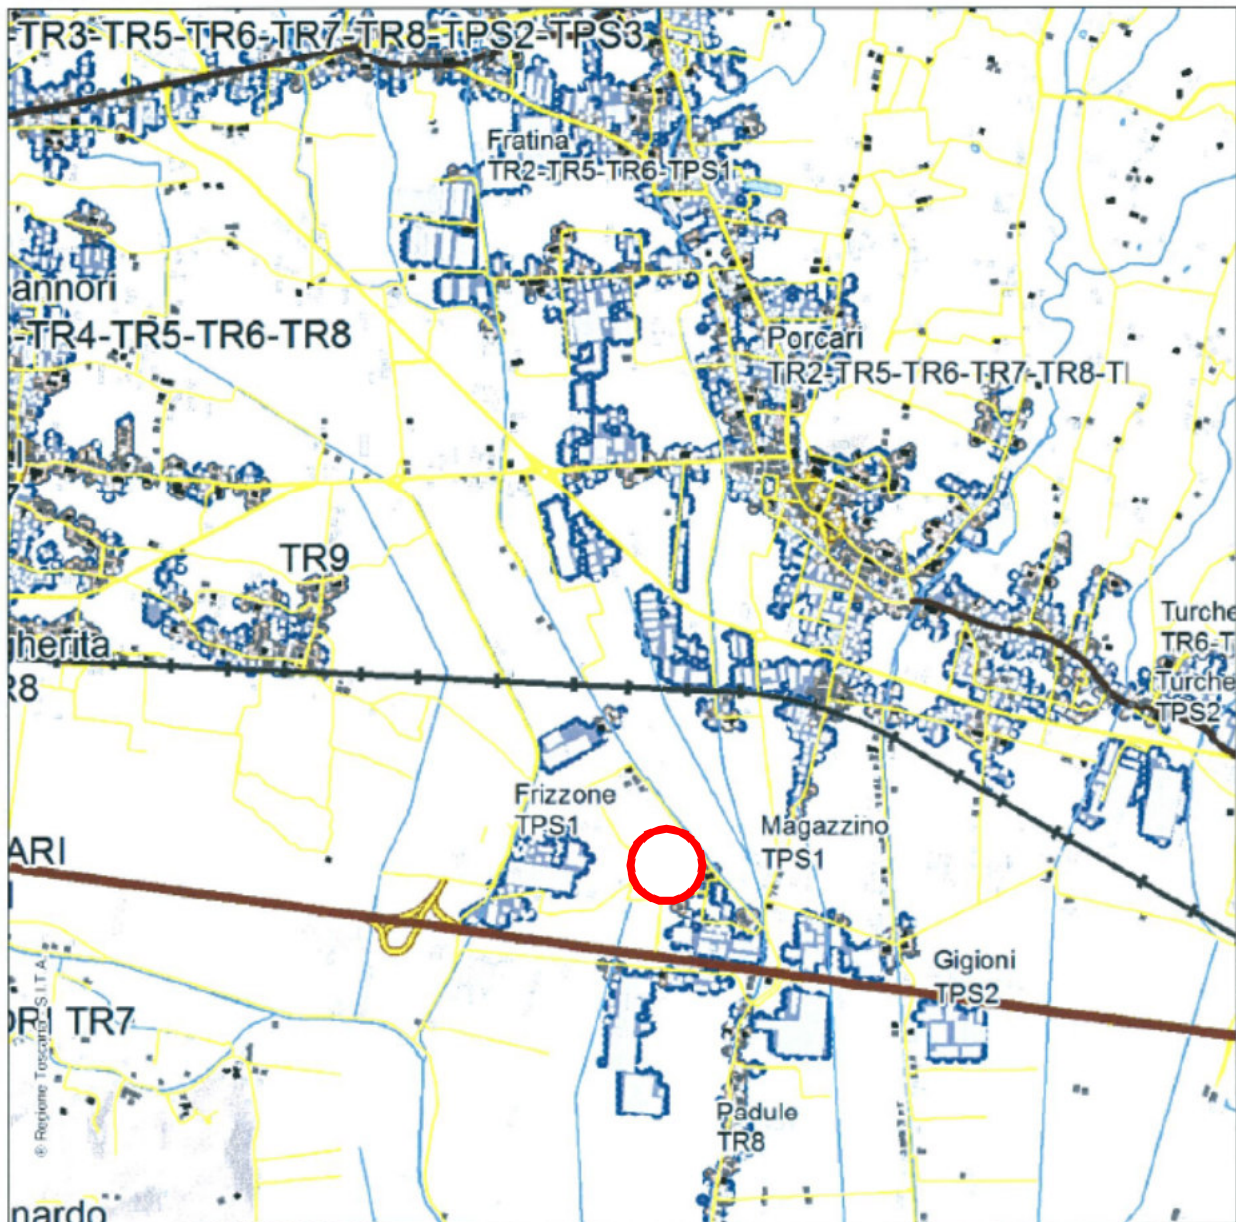 TR3-TR5-TR6-TR7-TR8-TPS2-TPS3
Fratina
TR2-TR5-TR6-TPS1
annori
-TR4-TR5-TR6-TR8
Porcari
TR2-TR5-TR6-TR7-TR8-T
TR9
gherita
R8
Turche
TR6-T
Turche
TPS2
Frizzone
TPS1
Magazzino
TPS1
ARI
Gigioni
TPS2
ORI TR7
® Regione Toscana S.I.T.A.
Padule
TR8
nardo